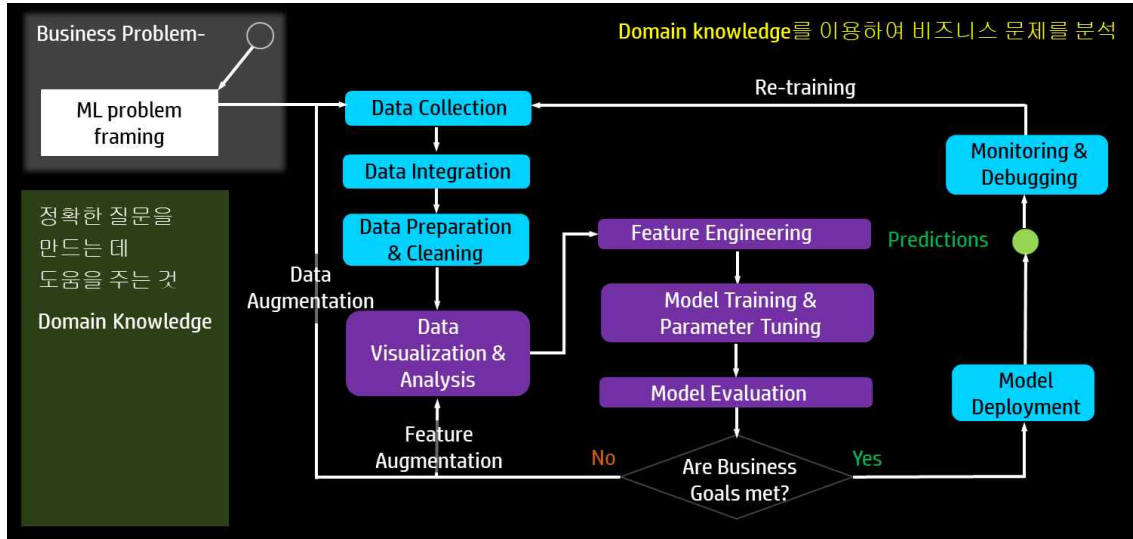 Business Problem-
Domain knowledge를 이용하여 비즈니스 문제를 분석
ML problem
framing
Data Collection
Re-training
Monitoring &
Debugging
Data Integration
정확한 질문을
만드는 데
도움을 주는 것
Domain Knowledge
Data Preparation
& Cleaning
Feature Engineering
Predictions
Data
Augmentation
Model Training &
Parameter Tuning
Data
Visualization &
Analysis
Model Evaluation
Model
Deployment
Feature
Augmentation
No
Are Business
Goals met?
Yes